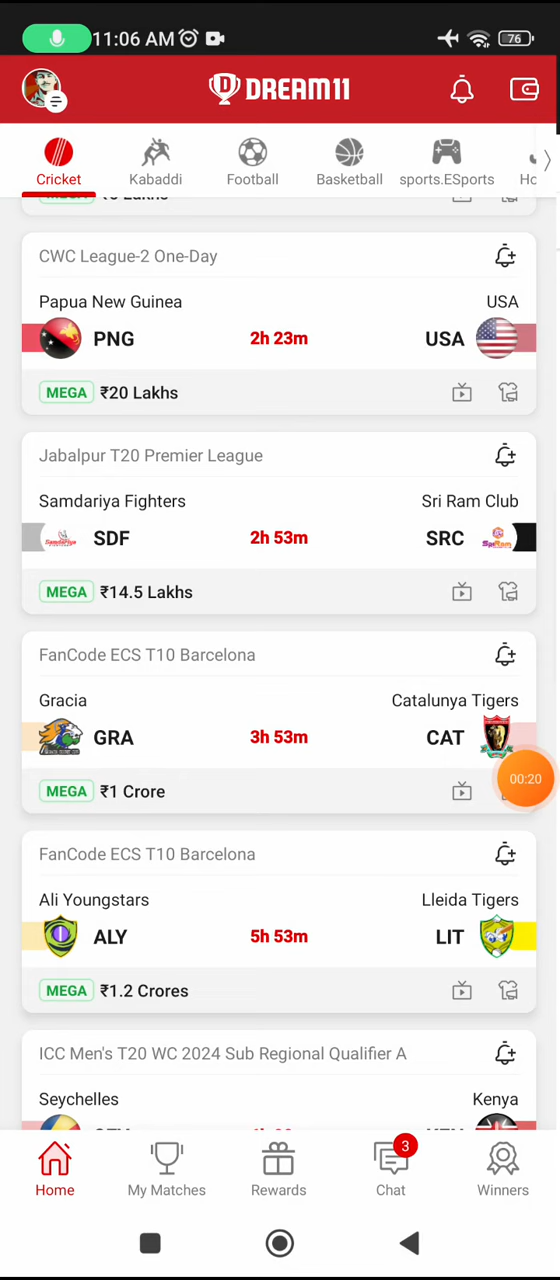 11:06 AM
76
DREAM11
Cricket
Kabaddi
Football
Basketball
sports.ESports
CWC League-2 One-Day
Papua New Guinea
USA
PNG
2h 23m
USA
MEGA ₹20 Lakhs
Jabalpur T20 Premier League
Samdariya Fighters
Sri Ram Club
SDF
2h 53m
SRC
MEGA ₹14.5 Lakhs
FanCode ECS T10 Barcelona
Gracia
Catalunya Tigers
GRA
3h 53m
CAT
MEGA ₹1 Crore
00:20
FanCode ECS T10 Barcelona
Ali Youngstars
Lleida Tigers
ALY
5h 53m
LIT
MEGA ₹1.2 Crores
ICC Men's T20 WC 2024 Sub Regional Qualifier A
Seychelles
Kenya
3
Home
My Matches
Rewards
Chat
Winners